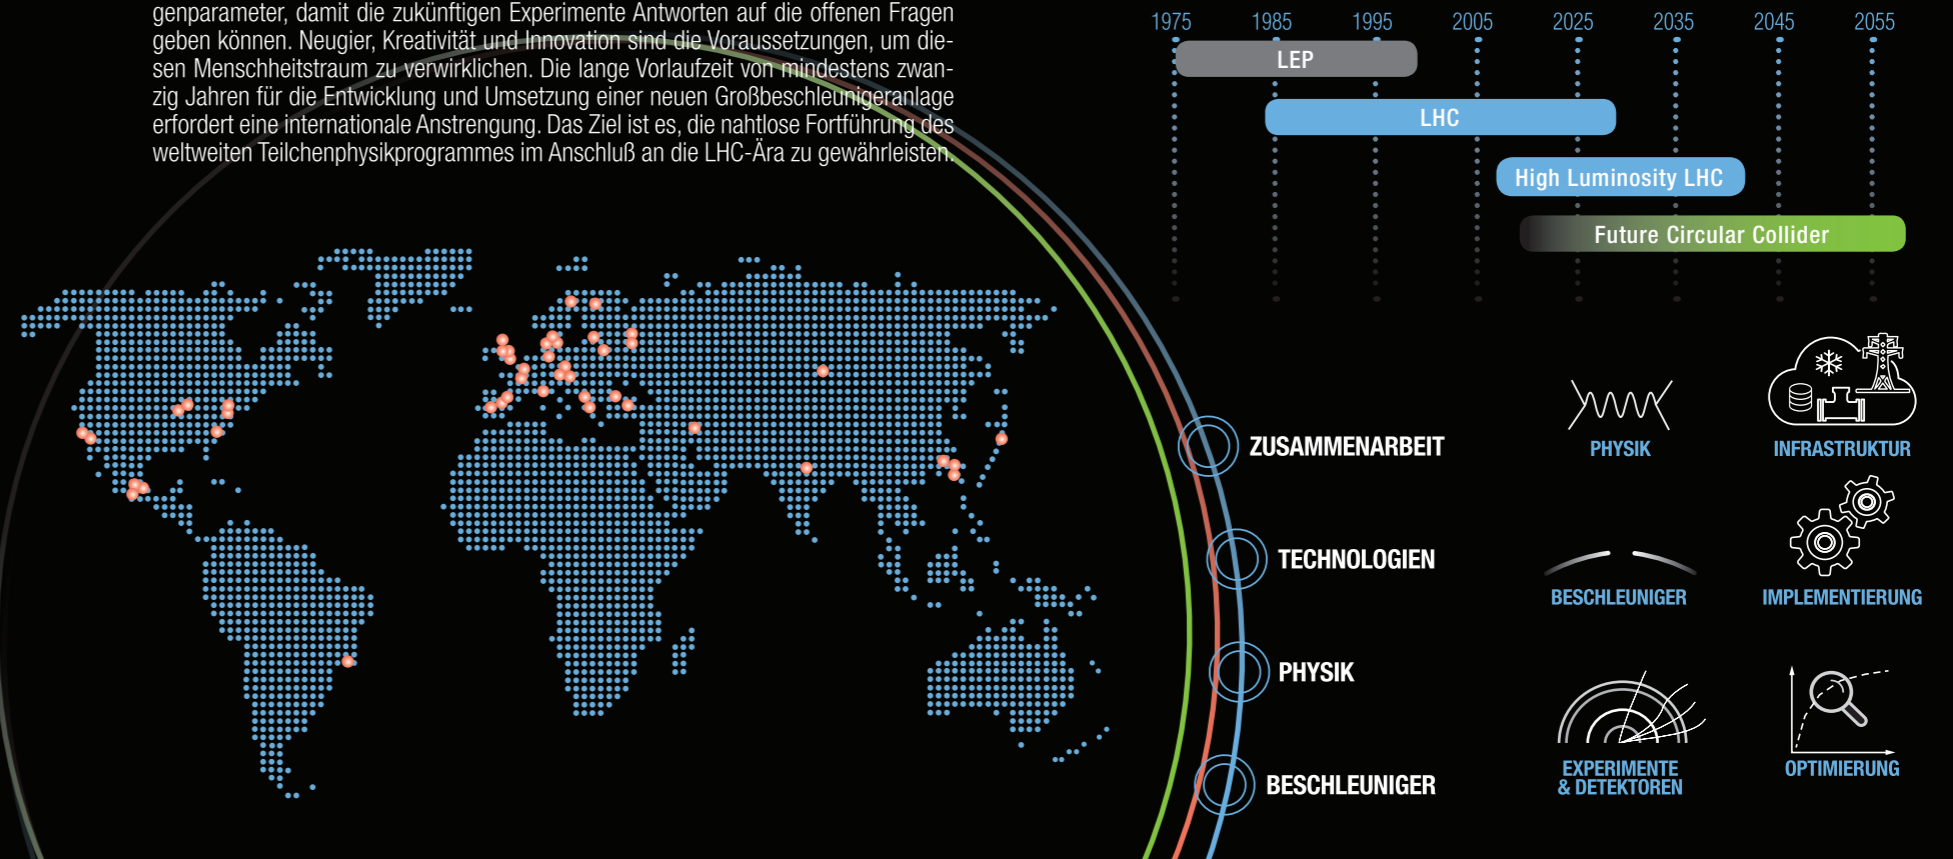 genparameter, damit die zukünftigen Experimente Antworten auf die offenen Fragen
geben können. Neugier, Kreativität und Innovation sind die Voraussetzungen, um die-
sen Menschheitstraum zu verwirklichen. Die lange Vorlaufzeit von mindestens zwan-
zig Jahren für die Entwicklung und Umsetzung einer neuen Großbeschleunigeranlage
erfordert eine internationale Anstrengung. Das Ziel ist es, die nahtlose Fortführung des
weltweiten Teilchenphysikprogrammes im Anschluß an die LHC-Ära zu gewährleisten.
1975 1985 1995 2005 2025 2035 2045 2055
LEP
LHC
High Luminosity LHC
Future Circular Collider
ZUSAMMENARBEIT
TECHNOLOGIEN
PHYSIK
BESCHLEUNIGER
PHYSIK
INFRASTRUKTUR
BESCHLEUNIGER
IMPLEMENTIERUNG
EXPERIMENTE
& DETEKTOREN
OPTIMIERUNG